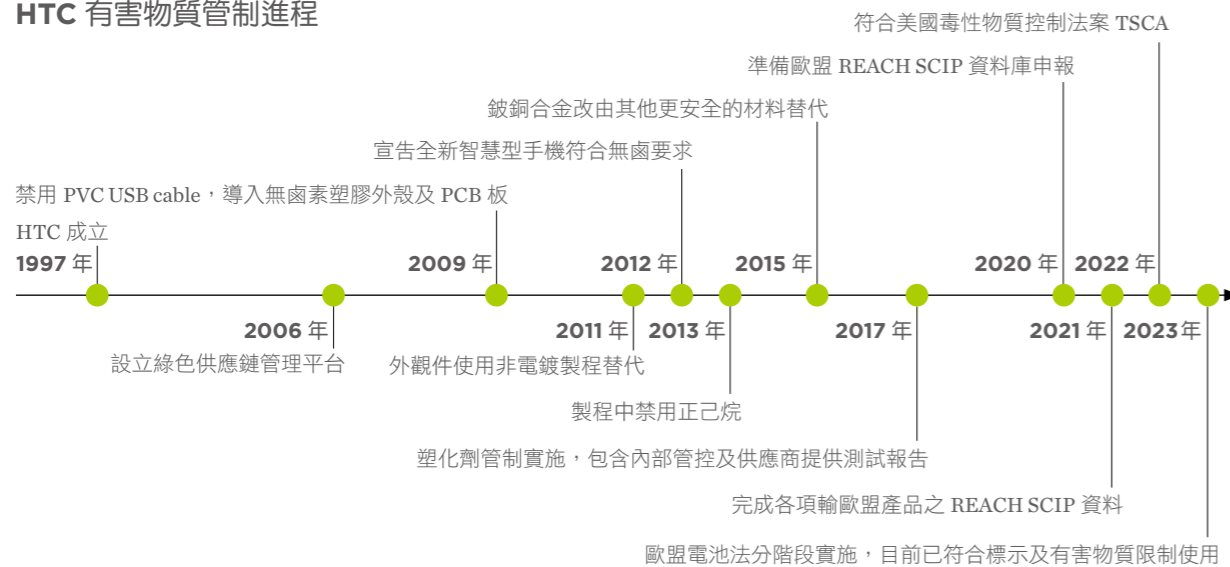 HTC 有害物質管制進程
符合美國毒性物質控制法案 TSCA
準備歐盟 REACH SCIP 資料庫申報
鈹銅合金改由其他更安全的材料替代
宣告全新智慧型手機符合無鹵要求
禁用 PVC USB cable,導入無鹵素塑膠外殼及 PCB 板
HTC 成立
1997 年
2009 年
2012 年
2015 年
2020 年
2022 年
2006 年
2011 年
2013 年
2017 年
2021 年
2023 年
設立綠色供應鏈管理平台
外觀件使用非電鍍製程替代
製程中禁用正己烷
塑化劑管制實施,包含內部管控及供應商提供測試報告
完成各項輸歐盟產品之 REACH SCIP 資料
歐盟電池法分階段實施,目前已符合標示及有害物質限制使用